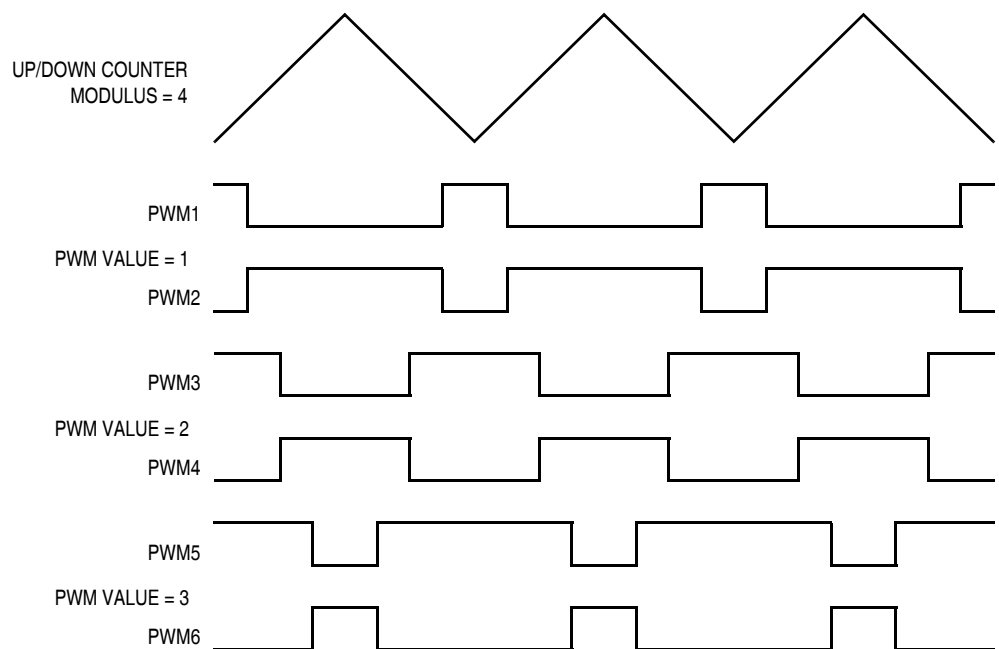 UP/DOWN COUNTER
MODULUS = 4
PWM1
PWM VALUE = 1
PWM2
PWM3
PWM VALUE = 2
PWM4
PWM5
PWM VALUE = 3
PWM6